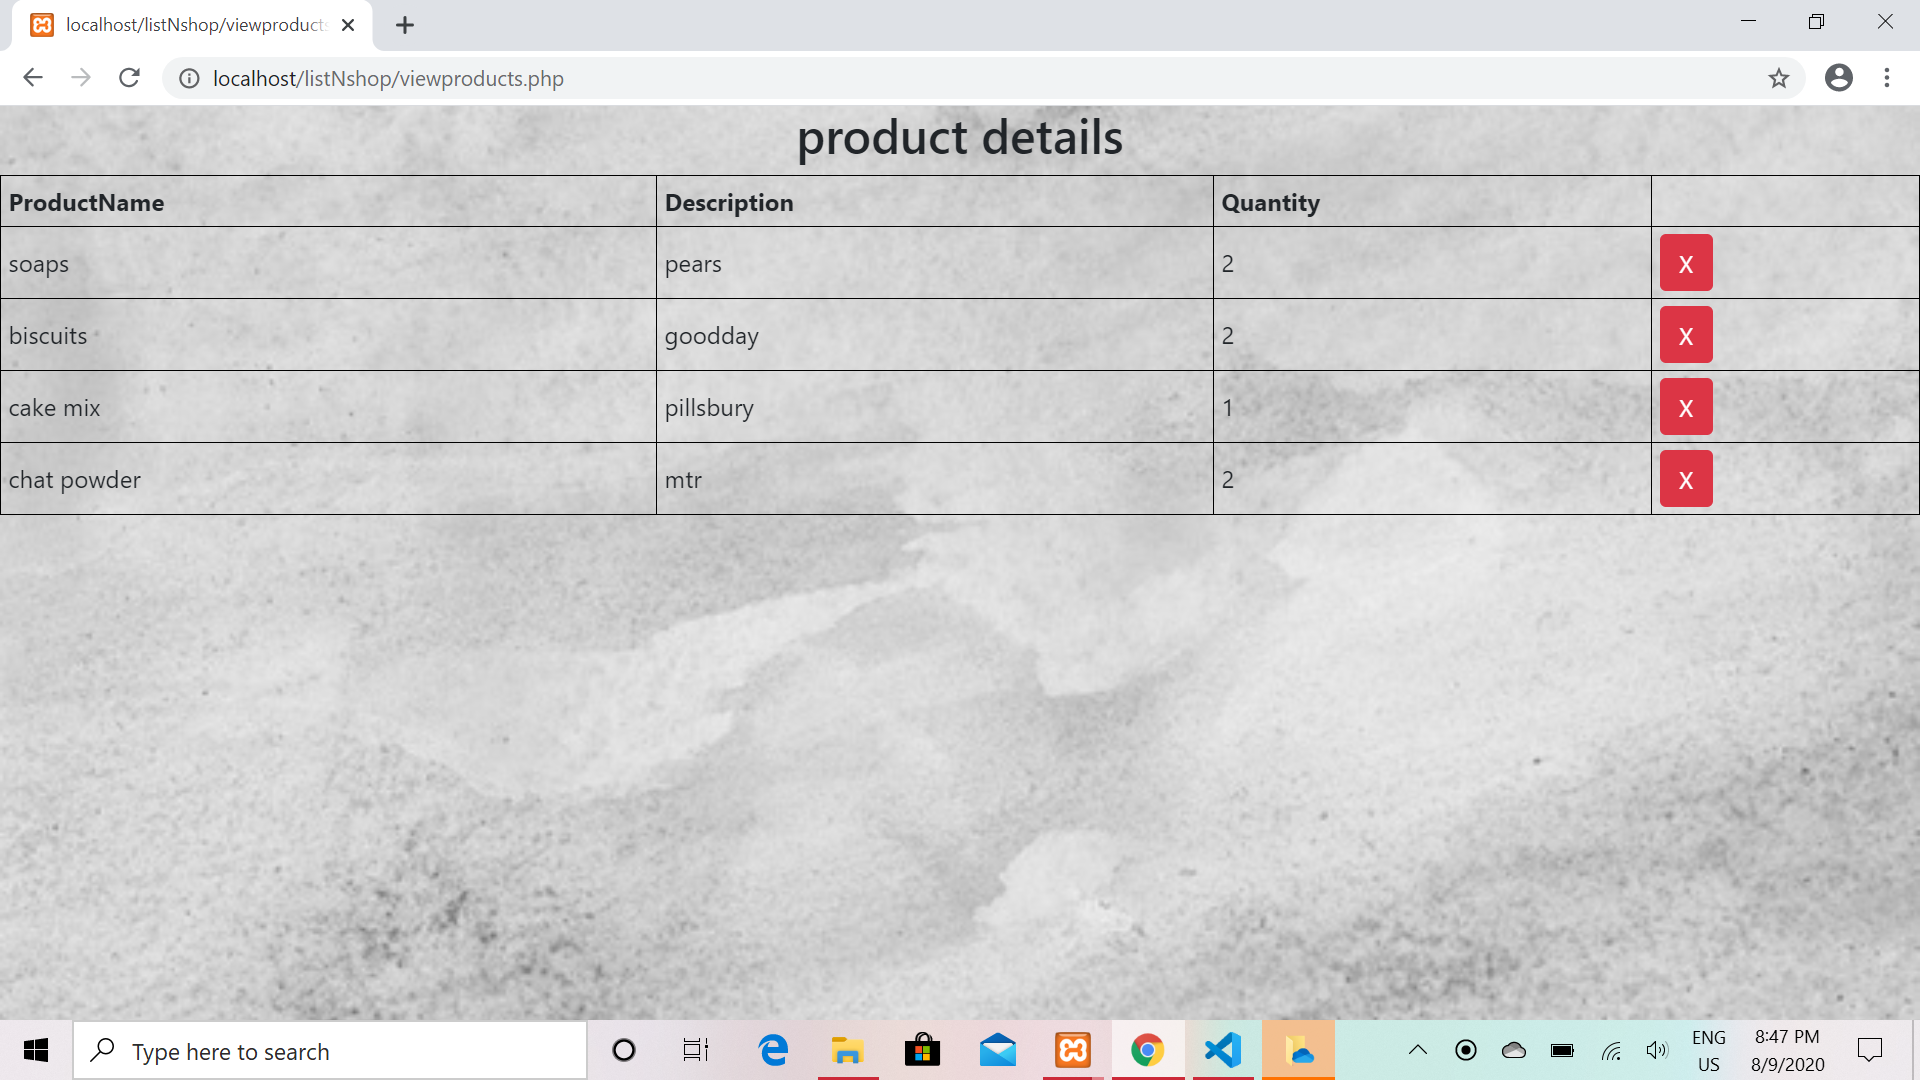 localhost/listNshop/viewproducts
localhost/listNshop/viewproducts.php
product details
ProductName Description Quantity
soaps pears 2 X
biscuits goodday 2 X
cake mix pillsbury 1 X
chat powder mtr 2 X
Type here to search
ENG 8:47 PM
US 8/9/2020